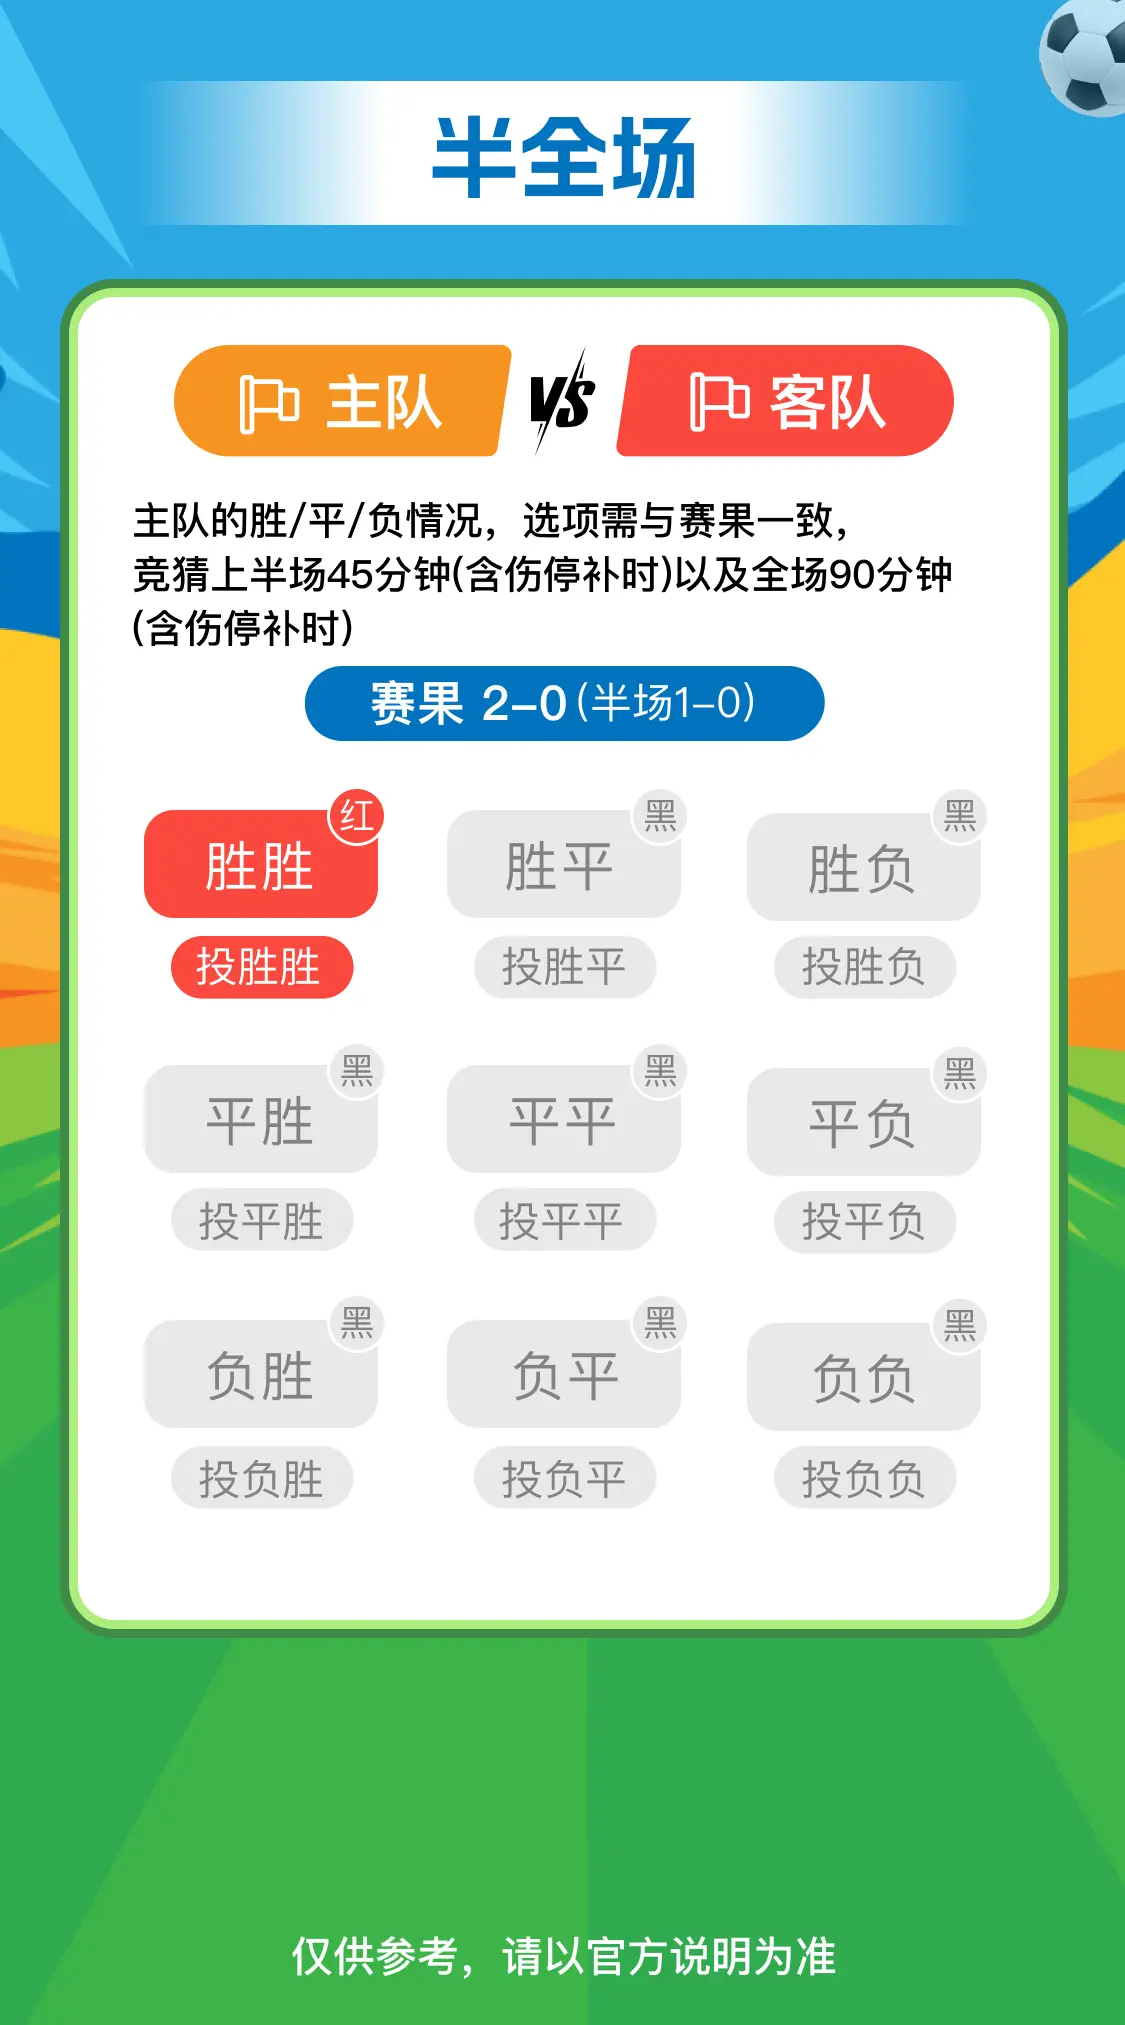 半全场
主队 VS 客队
主队的胜/平/负情况，选项需与赛果一致，
竞猜上半场45分钟(含伤停补时)以及全场90分钟
(含伤停补时)
赛果 2-0(半场1-0)
红 黑 黑
胜胜 胜平 胜负
投胜胜 投胜平 投胜负
黑 黑 黑
平胜 平平 平负
投平胜 投平平 投平负
黑 黑 黑
负胜 负平 负负
投负胜 投负平 投负负
仅供参考，请以官方说明为准